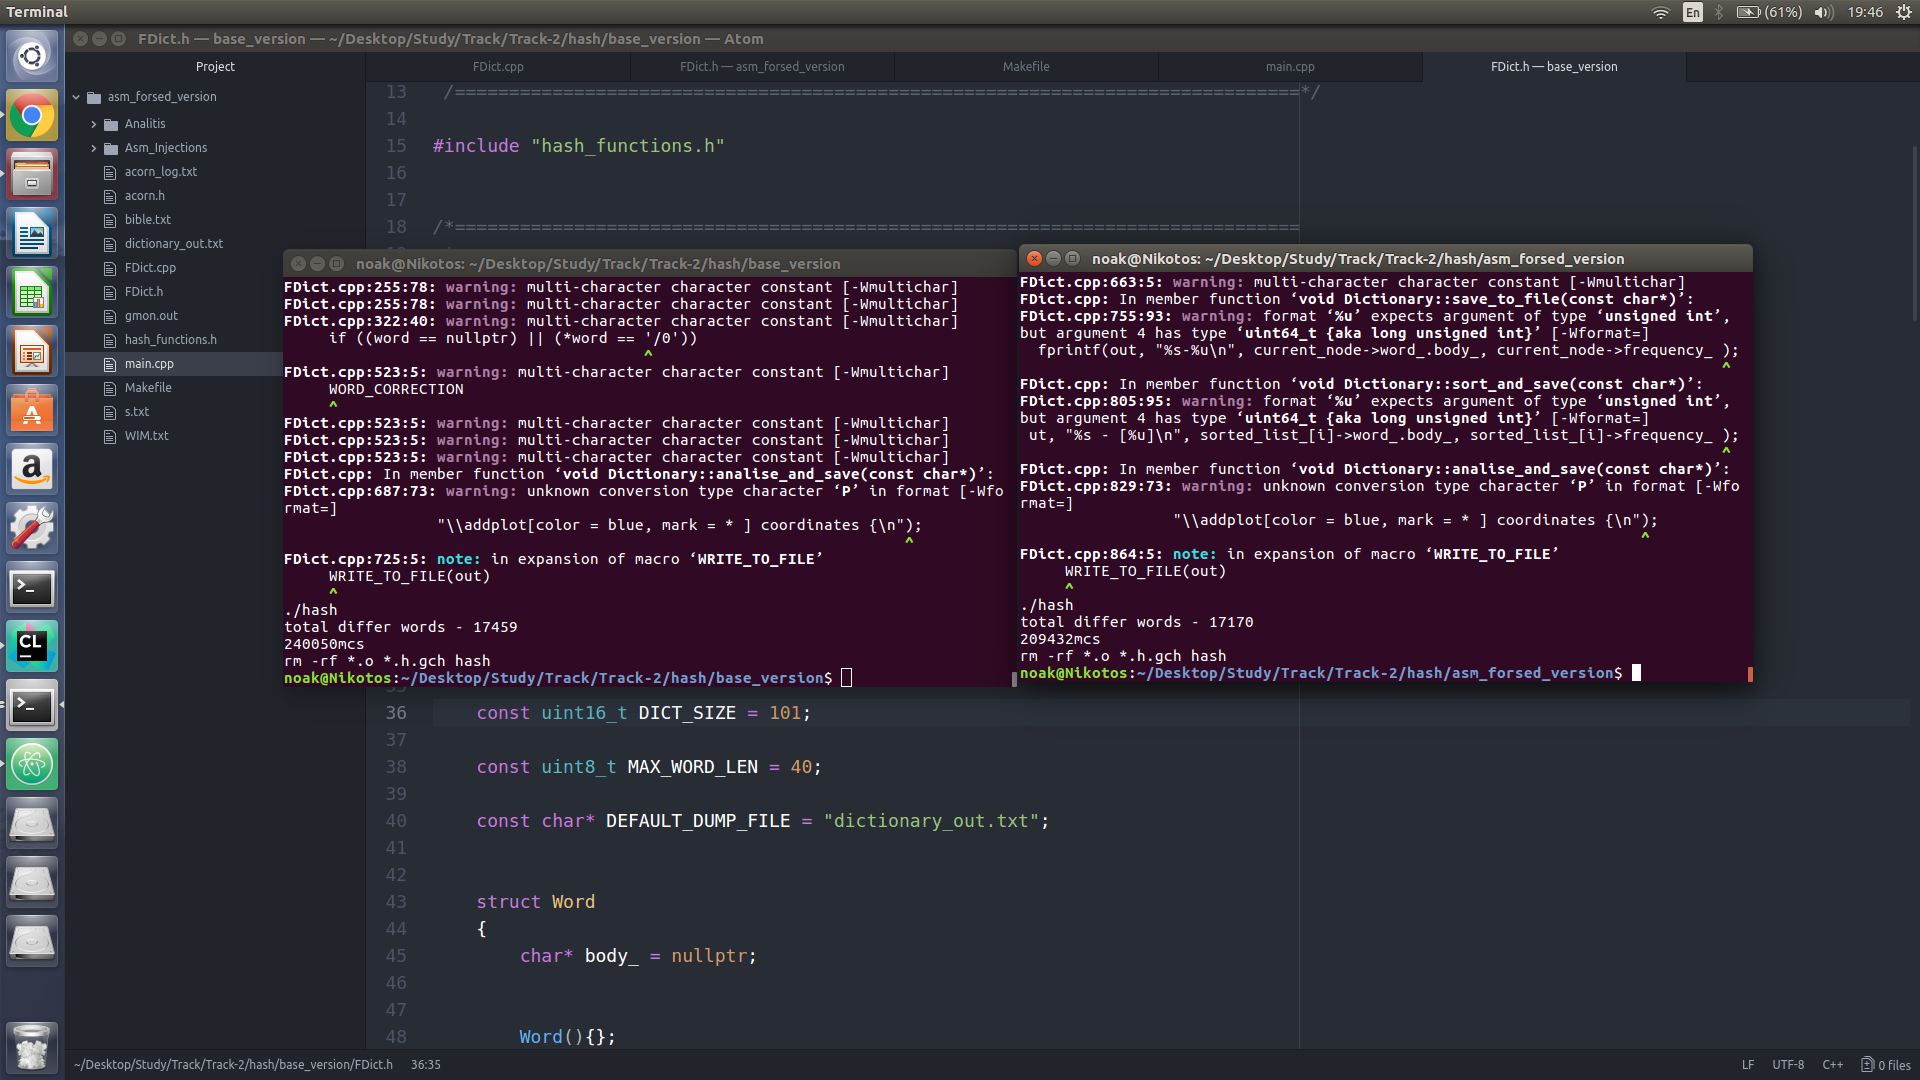 Terminal
En
(61%)
19:46
FDict.h — base_version — ~/Desktop/Study/Track/Track-2/hash/base_version — Atom
Project
FDict.cpp
FDict.h — asm_forsed_version
Makefile
main.cpp
FDict.h — base_version
asm_forsed_version
Analitis
Asm_Injections
acorn_log.txt
acorn.h
bible.txt
dictionary_out.txt
FDict.cpp
FDict.h
gmon.out
hash_functions.h
main.cpp
Makefile
s.txt
WIM.txt
13 /==============================================================================*/
14
15 #include "hash_functions.h"
16
17
18 /*==============================================================================
noak@Nikotos: ~/Desktop/Study/Track/Track-2/hash/base_version
FDict.cpp:255:78: warning: multi-character character constant [-Wmultichar]
FDict.cpp:255:78: warning: multi-character character constant [-Wmultichar]
FDict.cpp:322:40: warning: multi-character character constant [-Wmultichar]
if ((word == nullptr) || (*word == '/0'))
^
FDict.cpp:523:5: warning: multi-character character constant [-Wmultichar]
WORD_CORRECTION
^
FDict.cpp:523:5: warning: multi-character character constant [-Wmultichar]
FDict.cpp:523:5: warning: multi-character character constant [-Wmultichar]
FDict.cpp:523:5: warning: multi-character character constant [-Wmultichar]
FDict.cpp: In member function ‘void Dictionary::analise_and_save(const char*)’:
FDict.cpp:687:73: warning: unknown conversion type character ‘P’ in format [-Wfo
rmat=]
"\\addplot[color = blue, mark = * ] coordinates {\n");
^
FDict.cpp:725:5: note: in expansion of macro ‘WRITE_TO_FILE’
WRITE_TO_FILE(out)
^
./hash
total differ words - 17459
240050mcs
rm -rf *.o *.h.gch hash
noak@Nikotos:~/Desktop/Study/Track/Track-2/hash/base_version$
noak@Nikotos: ~/Desktop/Study/Track/Track-2/hash/asm_forsed_version
FDict.cpp:663:5: warning: multi-character character constant [-Wmultichar]
FDict.cpp: In member function ‘void Dictionary::save_to_file(const char*)’:
FDict.cpp:755:93: warning: format ‘%u’ expects argument of type ‘unsigned int’,
but argument 4 has type ‘uint64_t {aka long unsigned int}’ [-Wformat=]
fprintf(out, "%s-%u\n", current_node->word_.body_, current_node->frequency_ );
^
FDict.cpp: In member function ‘void Dictionary::sort_and_save(const char*)’:
FDict.cpp:805:95: warning: format ‘%u’ expects argument of type ‘unsigned int’,
but argument 4 has type ‘uint64_t {aka long unsigned int}’ [-Wformat=]
ut, "%s - [%u]\n", sorted_list_[i]->word_.body_, sorted_list_[i]->frequency_ );
^
FDict.cpp: In member function ‘void Dictionary::analise_and_save(const char*)’:
FDict.cpp:829:73: warning: unknown conversion type character ‘P’ in format [-Wfo
rmat=]
"\\addplot[color = blue, mark = * ] coordinates {\n");
^
FDict.cpp:864:5: note: in expansion of macro ‘WRITE_TO_FILE’
WRITE_TO_FILE(out)
^
./hash
total differ words - 17170
209432mcs
rm -rf *.o *.h.gch hash
noak@Nikotos:~/Desktop/Study/Track/Track-2/hash/asm_forsed_version$
36 const uint16_t DICT_SIZE = 101;
37
38 const uint8_t MAX_WORD_LEN = 40;
39
40 const char* DEFAULT_DUMP_FILE = "dictionary_out.txt";
41
42
43 struct Word
44 {
45 char* body_ = nullptr;
46
47
48 Word(){};
~/Desktop/Study/Track/Track-2/hash/base_version/FDict.h 36:35
LF UTF-8 C++ 0 files